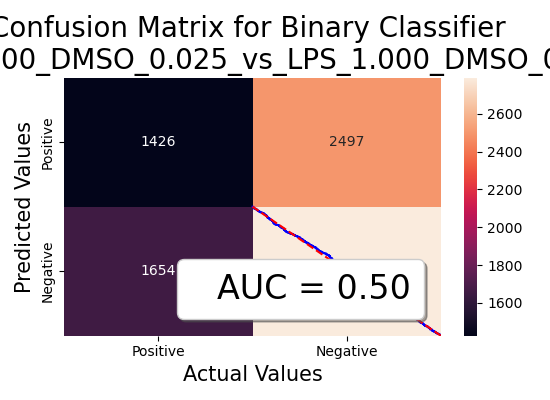 Confusion Matrix for Binary Classifier
00_DMSO_0.025_vs_LPS_1.000_DMSO_0
Predicted Values
Positive
Negative
1426
2497
1654
AUC = 0.50
Positive
Negative
Actual Values
2600
2400
2200
2000
1800
1600